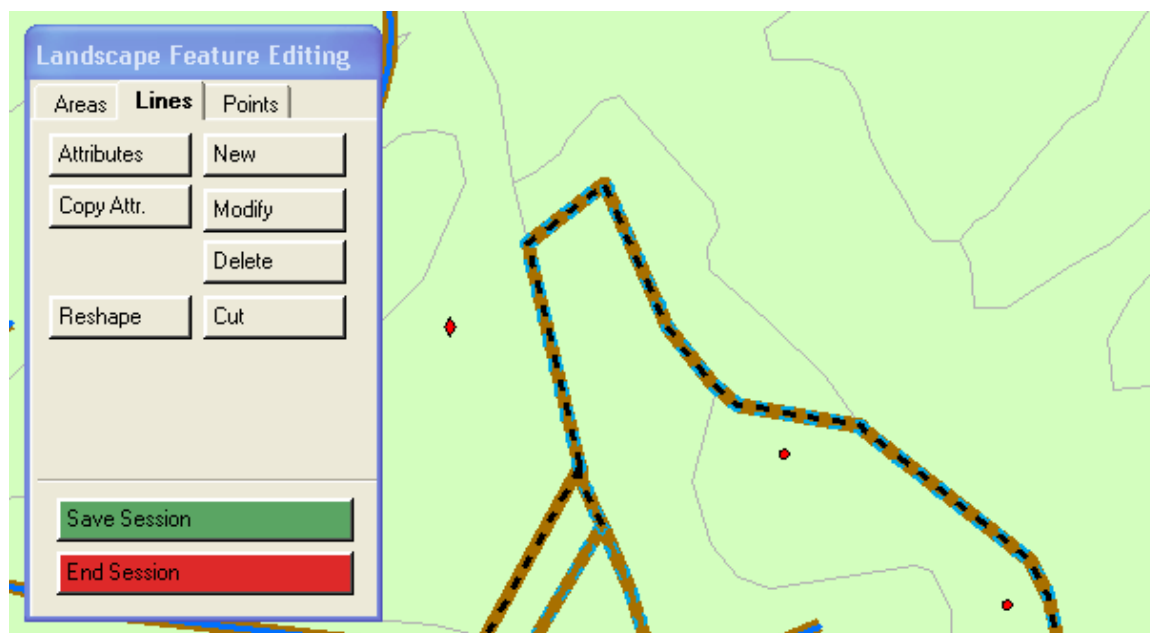 Landscape Feature Editing
Areas Lines Points
Attributes New
Copy Attr. Modify
Delete
Reshape Cut
Save Session
End Session